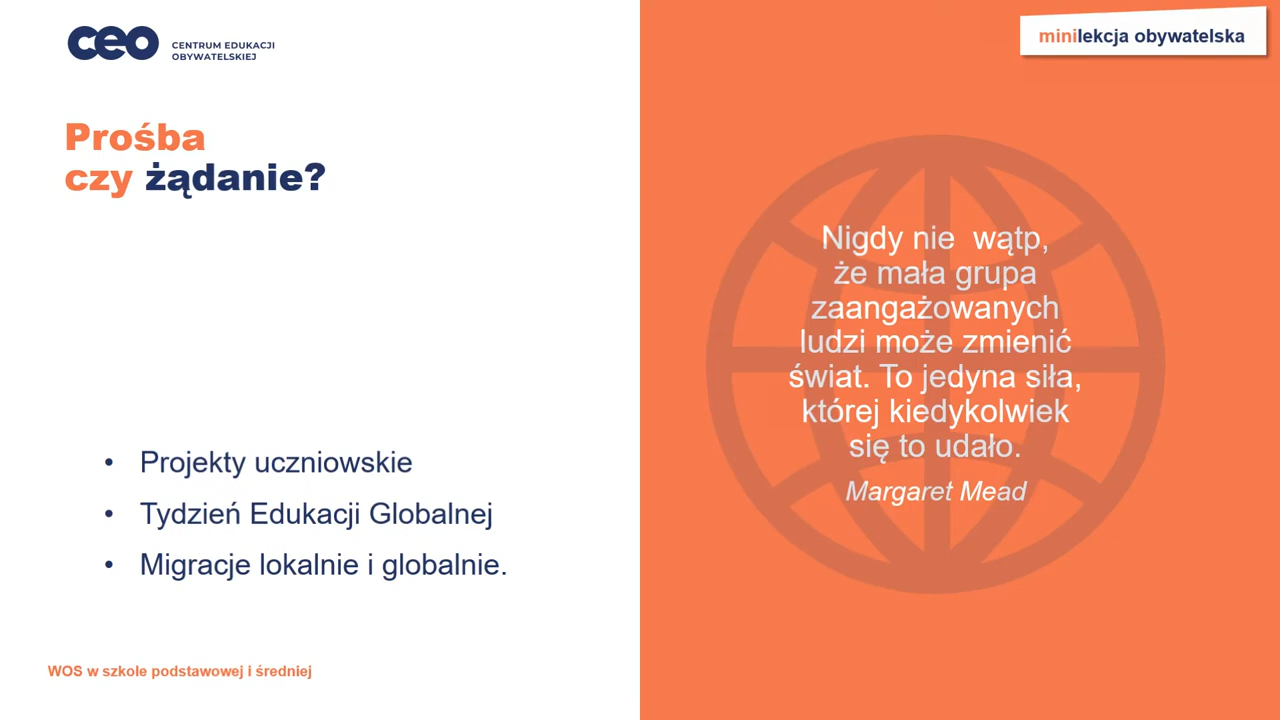 ceo CENTRUM EDUKACJI
OBYWATELSKIEJ
minilekcja obywatelska
Prośba
czy żądanie?
• Projekty uczniowskie
• Tydzień Edukacji Globalnej
• Migracje lokalnie i globalnie.
WOS w szkole podstawowej i średniej
Nigdy nie wątp,
że mała grupa
zaangażowanych
ludzi może zmienić
świat. To jedyna siła,
której kiedykolwiek
się to udało.
Margaret Mead